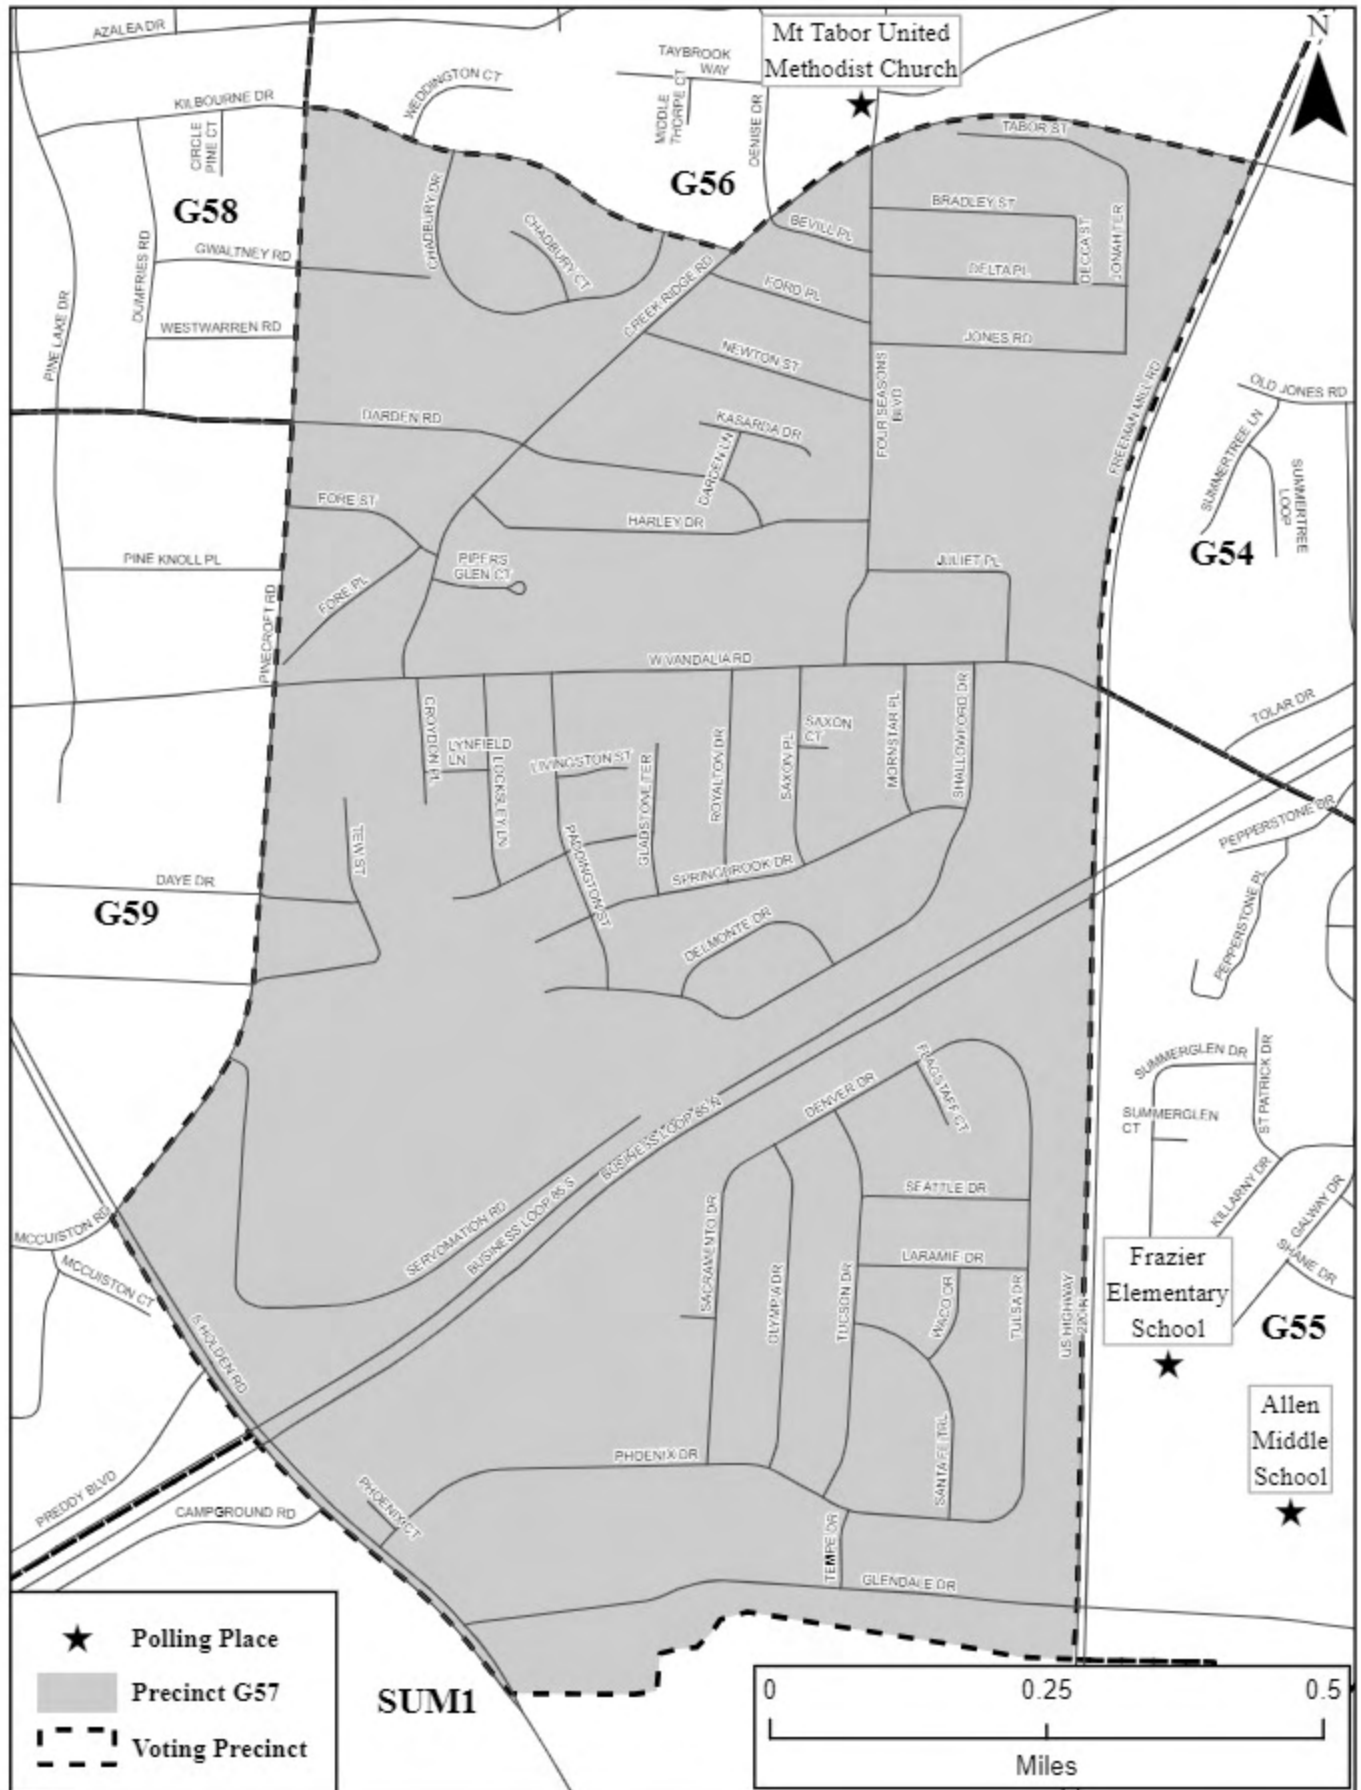 AZALEA DR
Mt Tabor United
Methodist Church
N
TAYBROOK
WAY
WEDDINGTON CT
KILBOURNE DR
MIDDLE
THORPE CT
DENISE DR
CIRCLE
PINE CT
TABOR ST
G56
G58
CHADBURY DR
CHADBURY CT
BRADLEY ST
BEVILL PL
DECCA ST
JONAH TER
DUMFRIES RD
GWALTNEY RD
CREEK RIDGE RD
FORD PL
DELTA PL
PINE LAKE DR
WESTWARREN RD
NEWTON ST
JONES RD
FOUR SEASONS
BLVD
FREEMAN MILL RD
OLD JONES RD
DARDEN RD
KASARDA DR
DARDEN LN
SUMMERTREE LN
SUMMERTREE
LOOP
FORE ST
HARLEY DR
G54
PINE KNOLL PL
PIPERS
GLEN CT
JULIET PL
FORE PL
PINECROFT RD
W VANDALIA RD
TOLAR DR
CROYDON PL
LYNFIELD
LN
LOCKSLEY LN
LIVINGSTON ST
GLADSTONE TER
ROYALTON DR
SAXON PL
SAXON
CT
MORNSTAR PL
SHALLOWFORD DR
PEPPERSTONE DR
TEW ST
PADDINGTON ST
SPRINGBROOK DR
DAYE DR
G59
DELMONTE DR
PEPPERSTONE PL
SUMMERGLEN DR
ST PATRICK DR
FLAGSTAFF CT
DENVER DR
BUSINESS LOOP 85 N
SUMMERGLEN
CT
SEATTLE DR
KILLARNY DR
GALWAY DR
SHANE DR
MCCUISTON RD
MCCUISTON CT
SERVOMATION RD
BUSINESS LOOP 85 S
SACRAMENTO DR
OLYMPIA DR
TUCSON DR
LARAMIE DR
WACO DR
TULSA DR
US HIGHWAY
220 N
Frazier
Elementary
School
G55
S HOLDEN RD
Allen
Middle
School
PHOENIX DR
SANTA FE TRL
PREDDY BLVD
CAMPGROUND RD
PHOENIX CT
TEMPE DR
GLENDALE DR
Polling Place
Precinct G57
Voting Precinct
SUM1
0 0.25 0.5
Miles